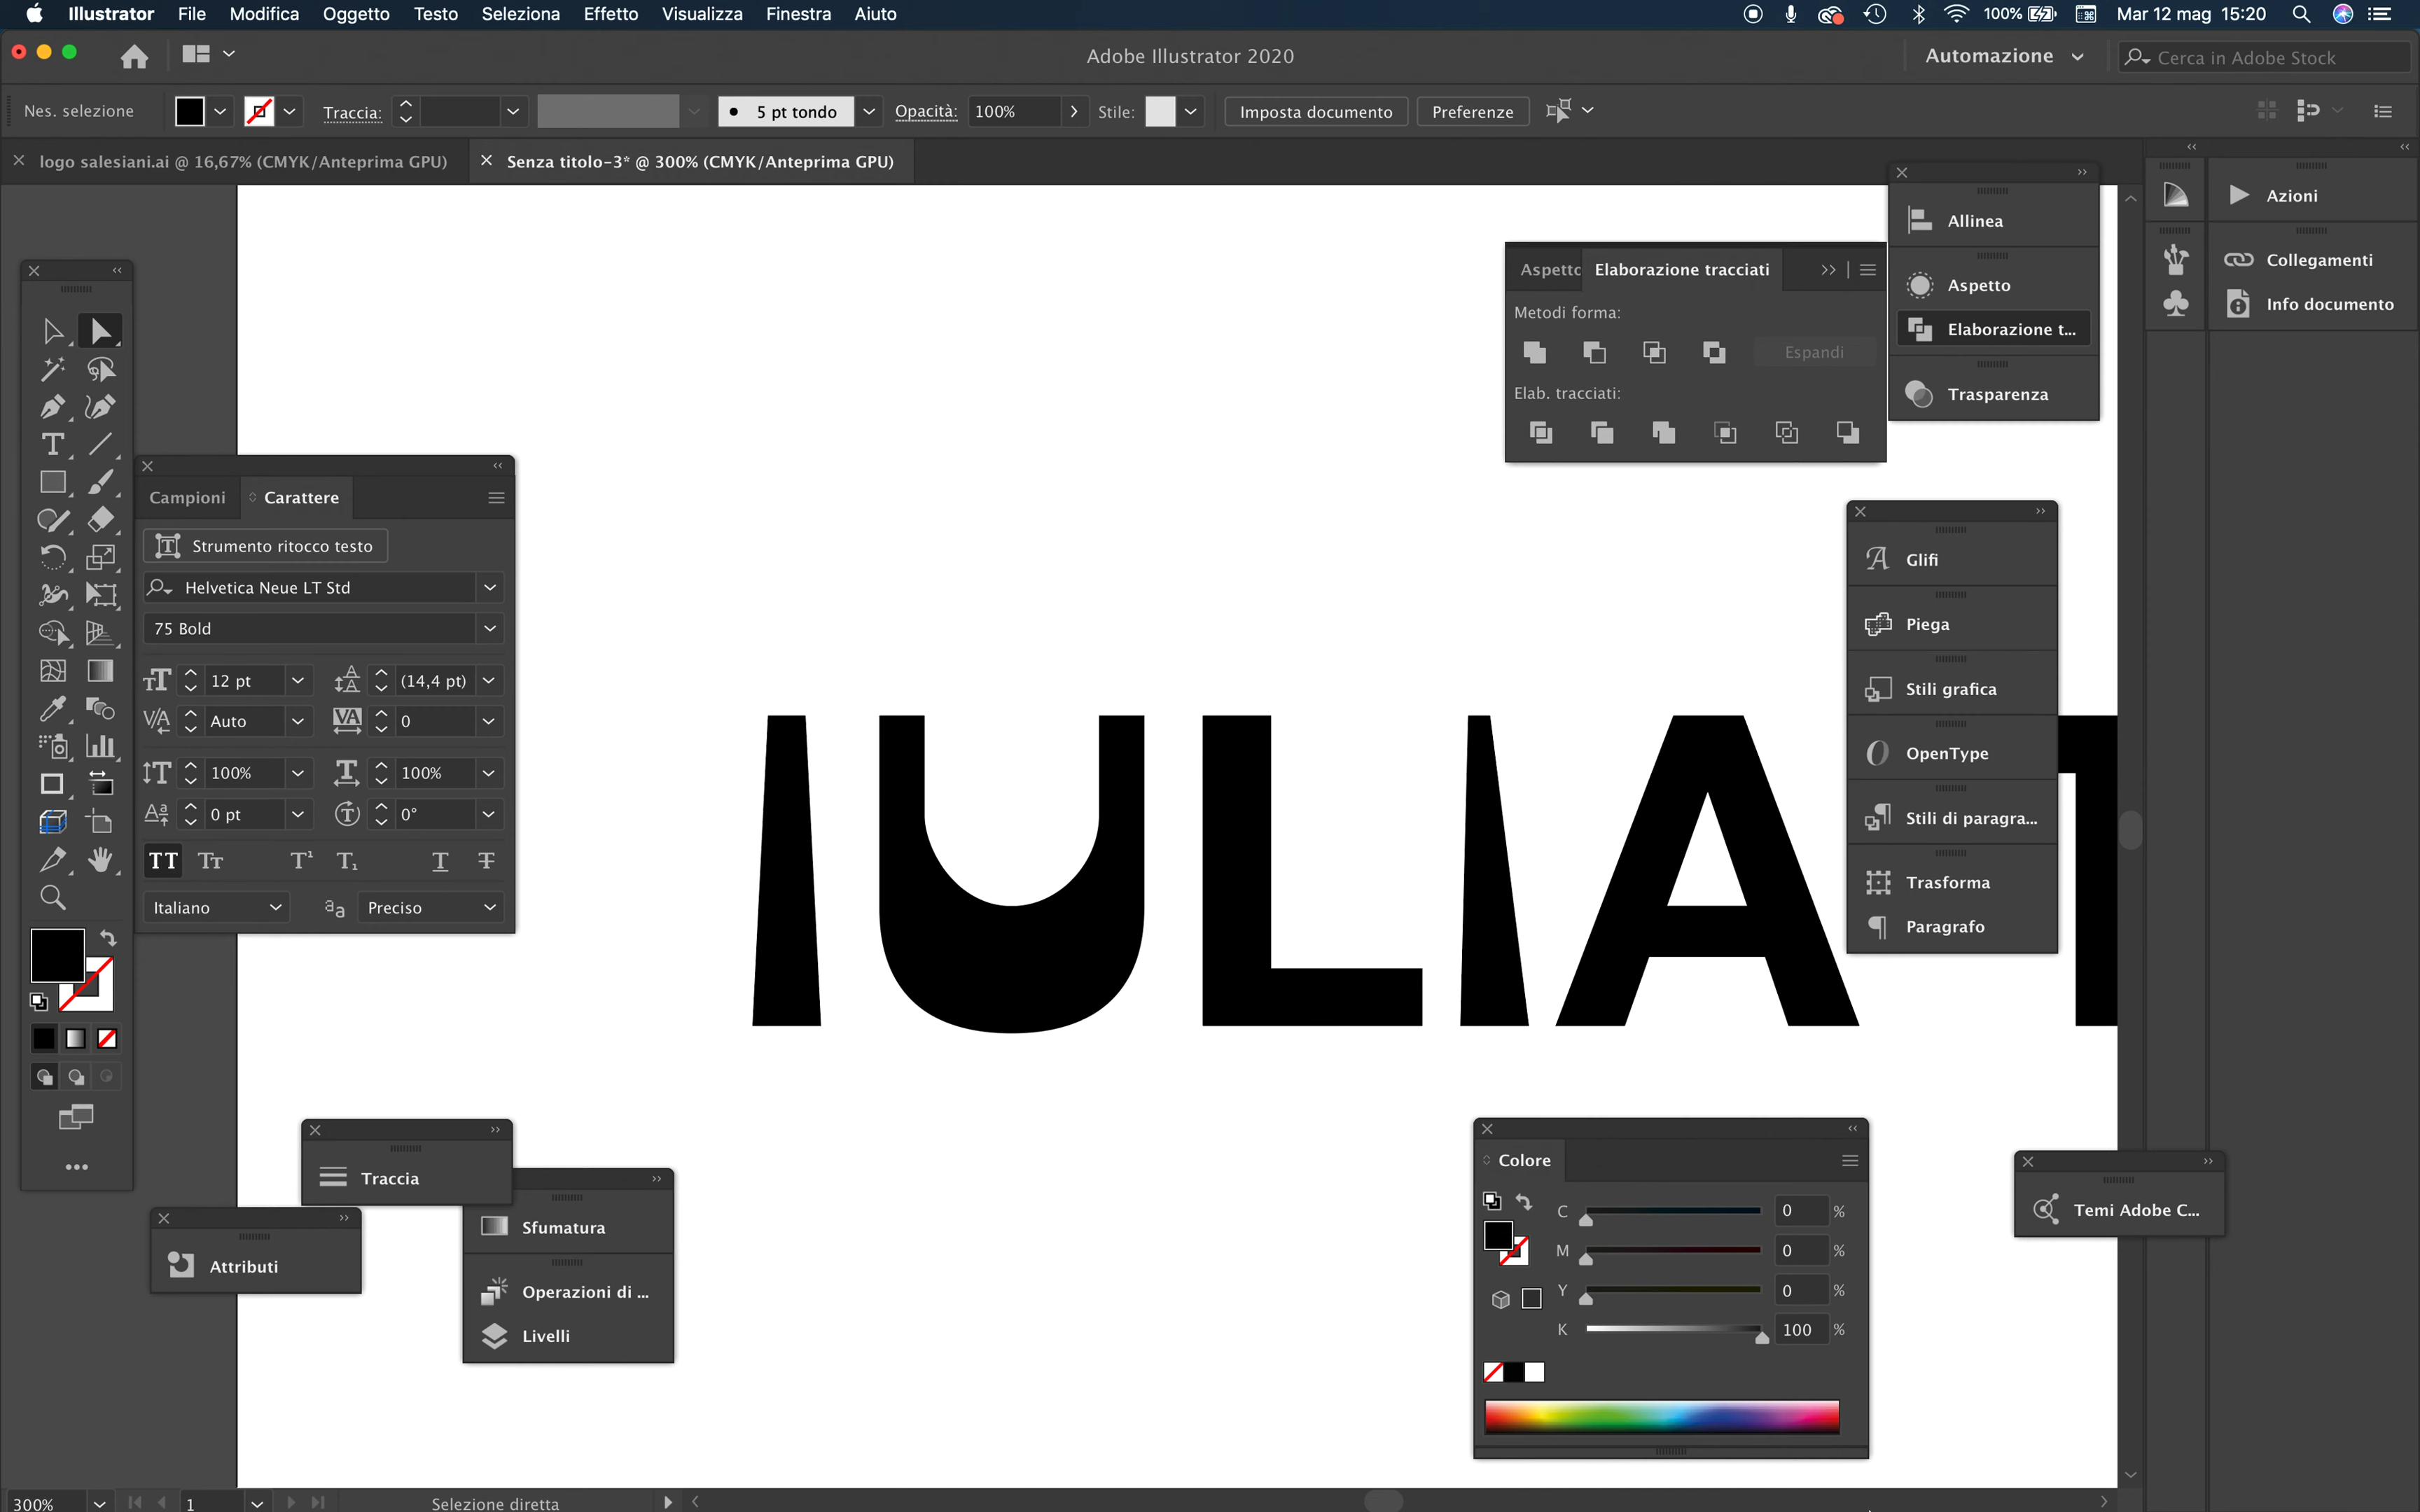 Illustrator File Modifica Oggetto Testo Seleziona Effetto Visualizza Finestra Aiuto 100% Mar 12 mag 15:20
Adobe Illustrator 2020 Automazione Cerca in Adobe Stock
Nes. selezione Traccia: 5 pt tondo Opacità: 100% Stile: Imposta documento Preferenze
logo salesiani.ai @ 16,67% (CMYK/Anteprima GPU) Senza titolo-3* @ 300% (CMYK/Anteprima GPU)
Azioni
Collegamenti
Info documento
Allinea
Aspetto
Elaborazione t...
Trasparenza
Aspetto Elaborazione tracciati
Metodi forma:
Espandi
Elab. tracciati:
Campioni Carattere
Strumento ritocco testo
Helvetica Neue LT Std
75 Bold
12 pt (14,4 pt)
Auto 0
100% 100%
0 pt 0°
Italiano Preciso
Glifi
Piega
Stili grafica
OpenType
Stili di paragra...
Trasforma
Paragrafo
IULIA
Traccia
Sfumatura
Attributi
Operazioni di ...
Livelli
Colore
C 0 %
M 0 %
Y 0 %
K 100 %
Temi Adobe C...
300% 1 Selezione diretta